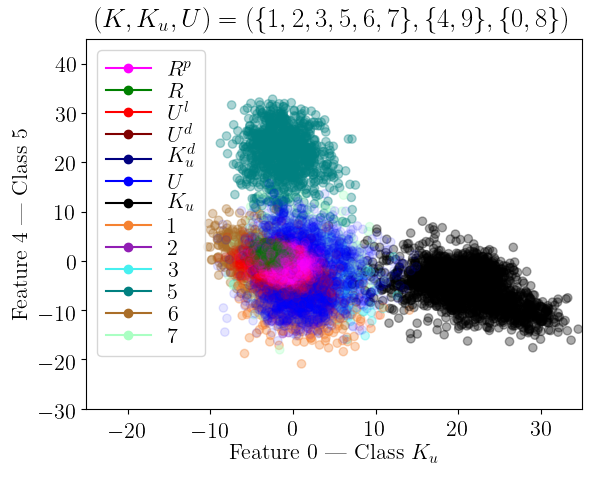 (K, K_u, U) = ({1, 2, 3, 5, 6, 7}, {4, 9}, {0, 8})
Feature 4 — Class 5
40
30
20
10
0
−10
−20
−30
R^p
R
U^l
U^d
K_u^d
U
K_u
1
2
3
5
6
7
−20
−10
0
10
20
30
Feature 0 — Class K_u